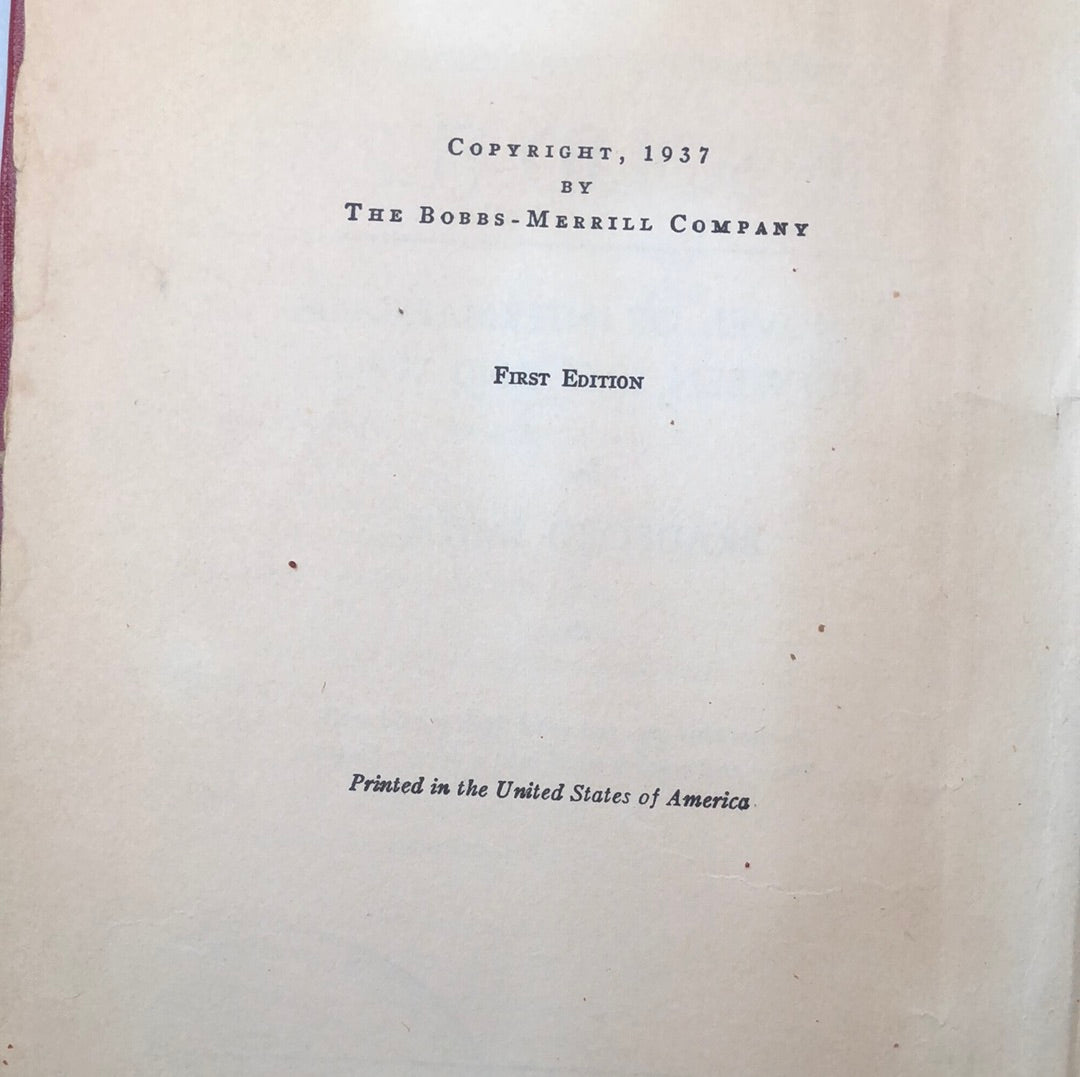 COPYRIGHT, 1937
BY
THE BOBBS-MERRILL COMPANY
FIRST EDITION
Printed in the United States of America